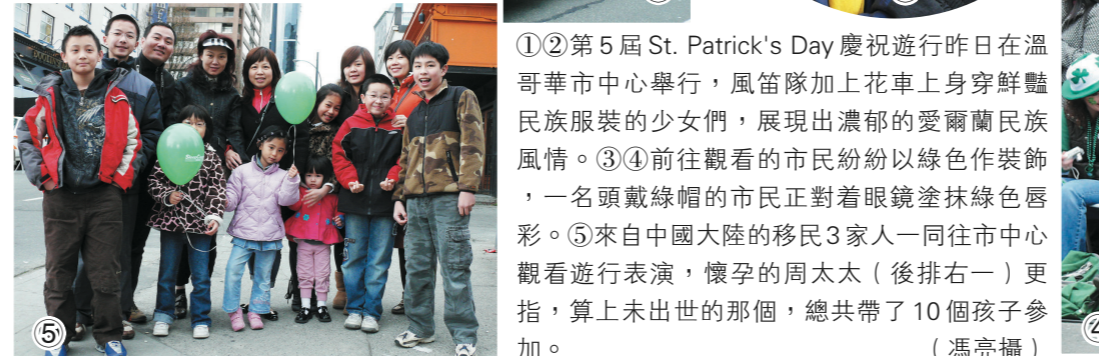 ①②第5屆 St. Patrick's Day 慶祝遊行昨日在溫
哥華市中心舉行，風笛隊加上花車上身穿鮮豔
民族服裝的少女們，展現出濃郁的愛爾蘭民族
風情。③④前往觀看的市民紛紛以綠色作裝飾
，一名頭戴綠帽的市民正對着眼鏡塗抹綠色唇
彩。⑤來自中國大陸的移民3家人一同往市中心
觀看遊行表演，懷孕的周太太（後排右一）更
指，算上未出世的那個，總共帶了10個孩子參
加。 （馮亮攝）
⑤